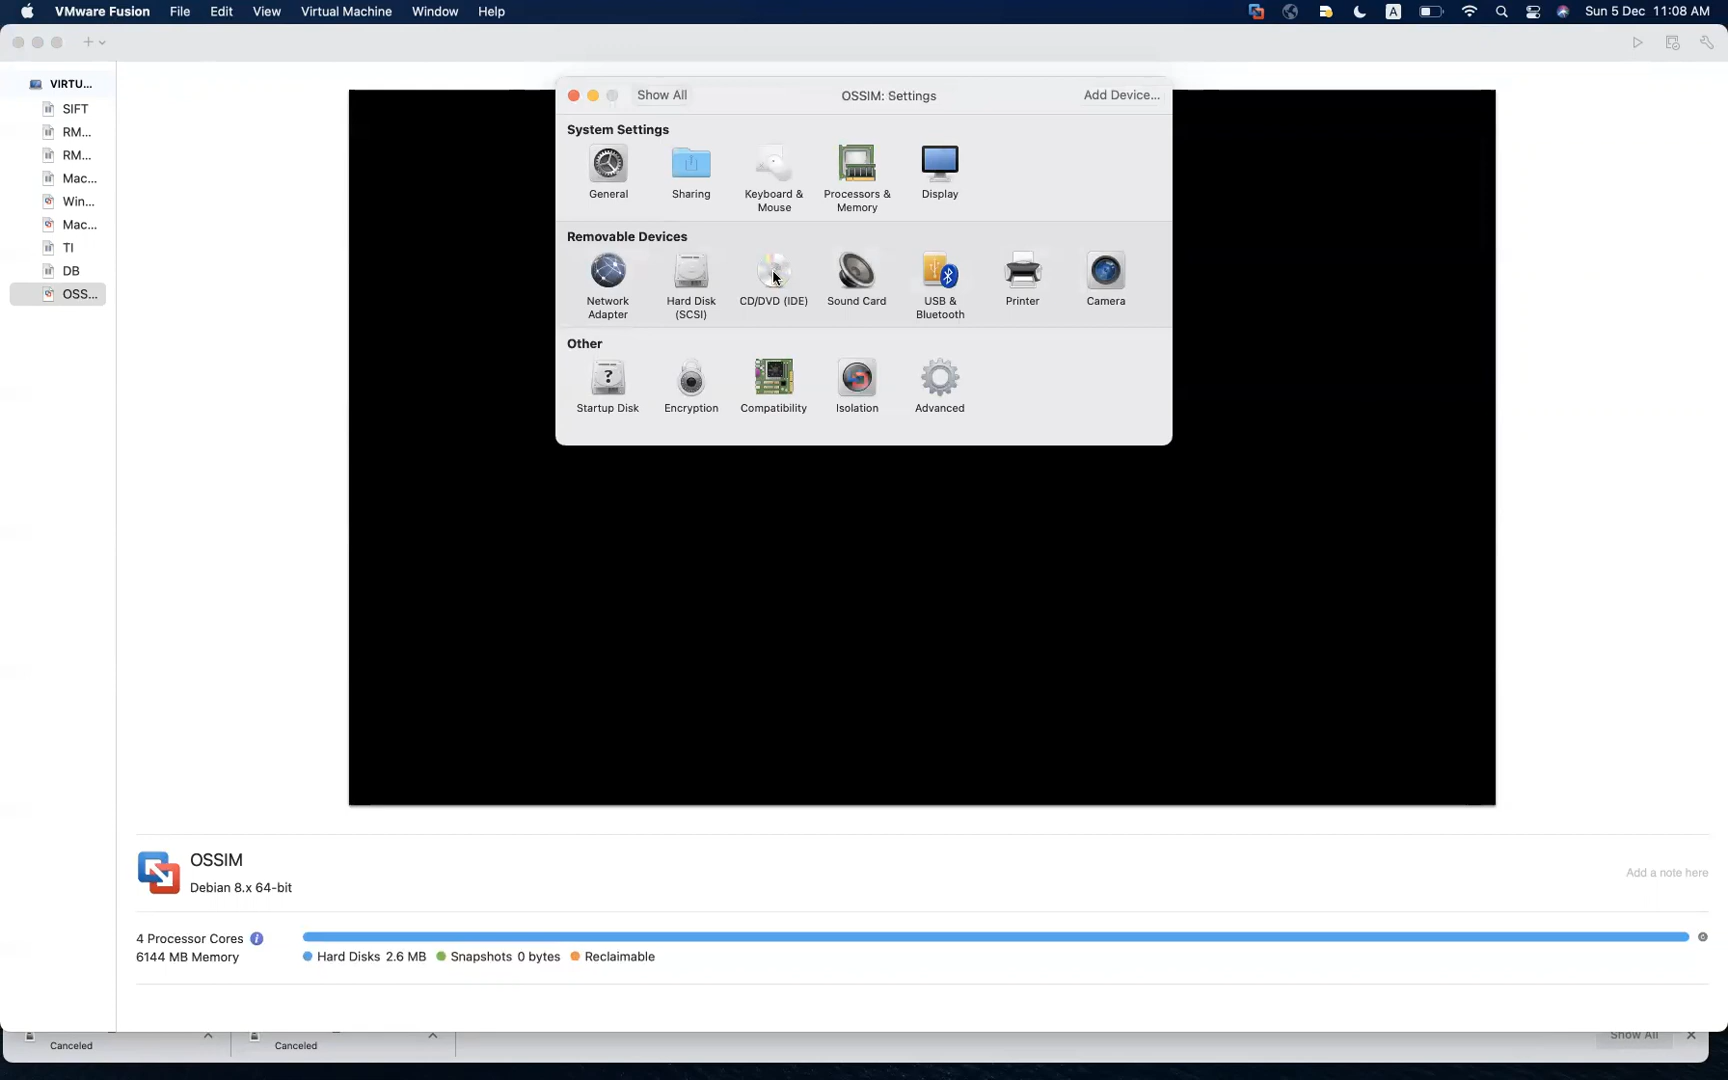 VMware Fusion File Edit View Virtual Machine Window Help A Sun 5 Dec 11:08 AM
VIRTU...
SIFT
RM...
RM...
Mac...
Win...
Mac...
TI
DB
OSS...
Show All OSSIM: Settings Add Device...
System Settings
General Sharing Keyboard & Processors & Display
Mouse Memory
Removable Devices
Network Hard Disk CD/DVD (IDE) Sound Card USB & Printer Camera
Adapter (SCSI) Bluetooth
Other
?
Startup Disk Encryption Compatibility Isolation Advanced
OSSIM
Debian 8.x 64-bit
Add a note here
4 Processor Cores
6144 MB Memory
Hard Disks 2.6 MB Snapshots 0 bytes Reclaimable
Canceled Canceled Show All